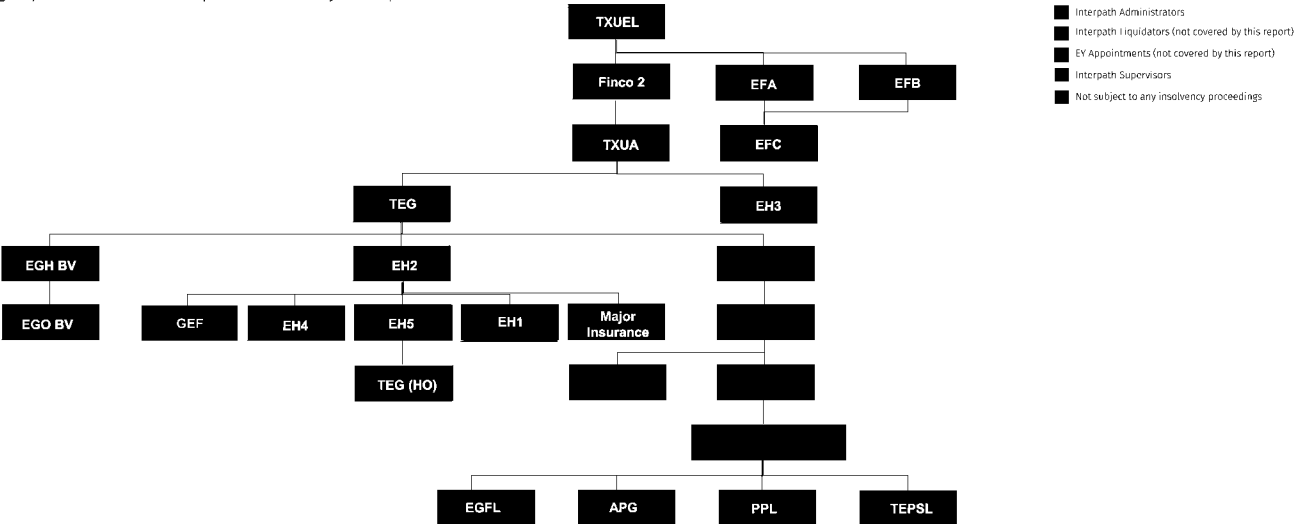 TXUEL
Interpath Administrators
Interpath Liquidators (not covered by this report)
EY Appointments (not covered by this report)
Interpath Supervisors
Not subject to any insolvency proceedings
Finco 2
EFA
EFB
TXUA
EFC
TEG
EH3
EGH BV
EH2
EGO BV
GEF
EH4
EH5
EH1
Major
Insurance
TEG (HO)
EGFL
APG
PPL
TEPSL